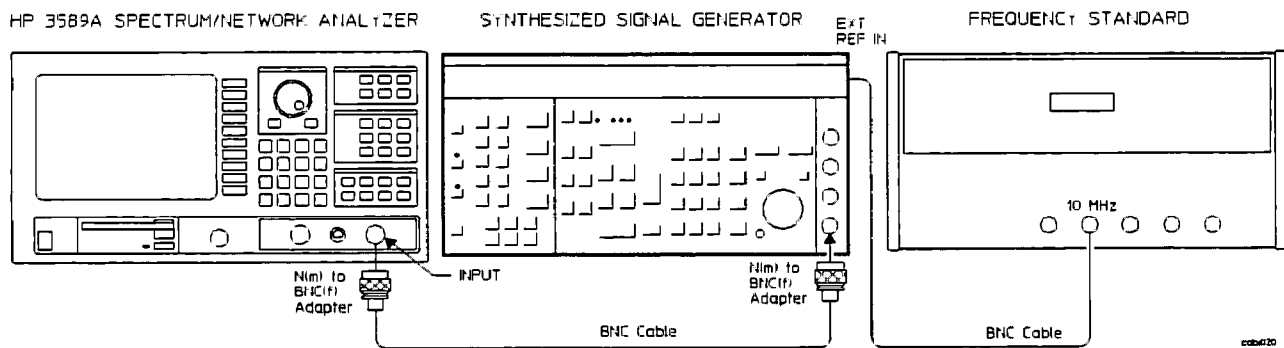 HP 3589A SPECTRUM/NETWORK ANALYZER
SYNTHESIZED SIGNAL GENERATOR
EXT
REF IN
FREQUENCY STANDARD
10 MHz
N(m) to
BNC(f)
Adapter
INPUT
N(m) to
BNC(f)
Adapter
BNC Cable
BNC Cable